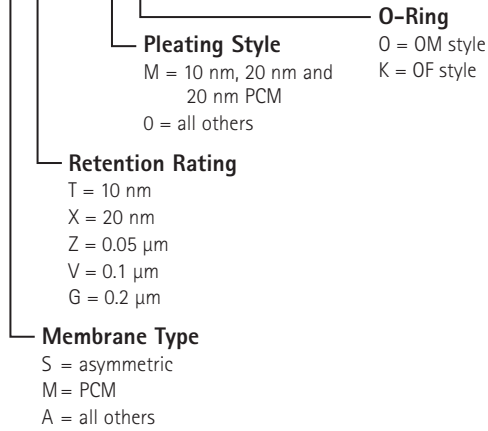 O-Ring
O = OM style
K = OF style
Pleating Style
M = 10 nm, 20 nm and
20 nm PCM
O = all others
Retention Rating
T = 10 nm
X = 20 nm
Z = 0.05 µm
V = 0.1 µm
G = 0.2 µm
Membrane Type
S = asymmetric
M = PCM
A = all others